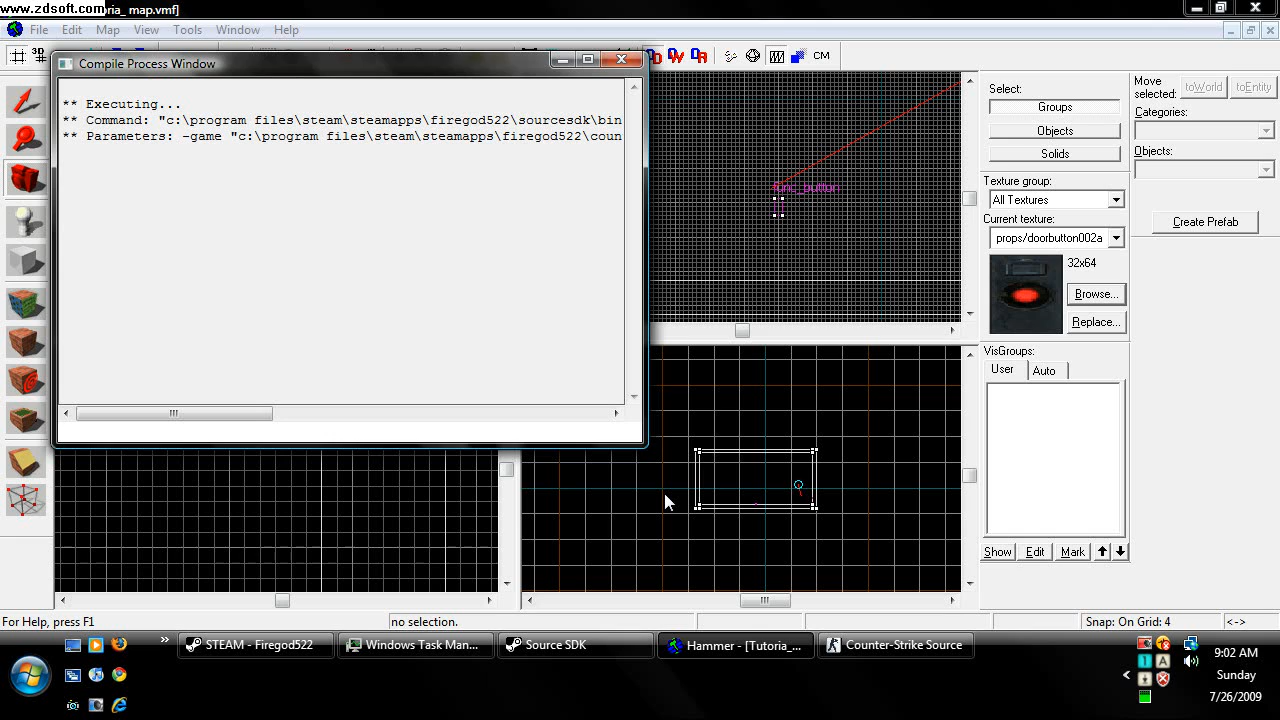 www.zdsoft.com
ria_ map.vmf]
File Edit Map View Tools Window Help
3D
CM
Compile Process Window
** Executing...
** Command: "c:\program files\steam\steamapps\firegod522\sourcesdk\bin
** Parameters: -game "c:\program files\steam\steamapps\firegod522\coun
func_button
Select:
Groups
Objects
Solids
Texture group:
All Textures
Current texture:
props/doorbutton002a
32x64
Browse...
Replace...
VisGroups:
User Auto
Show Edit Mark
Move selected: toWorld toEntity
Categories:
Objects:
Create Prefab
For Help, press F1
no selection.
Snap: On Grid: 4
<->
STEAM - Firegod522
Windows Task Man...
Source SDK
Hammer - [Tutoria_...
Counter-Strike Source
9:02 AM
Sunday
7/26/2009